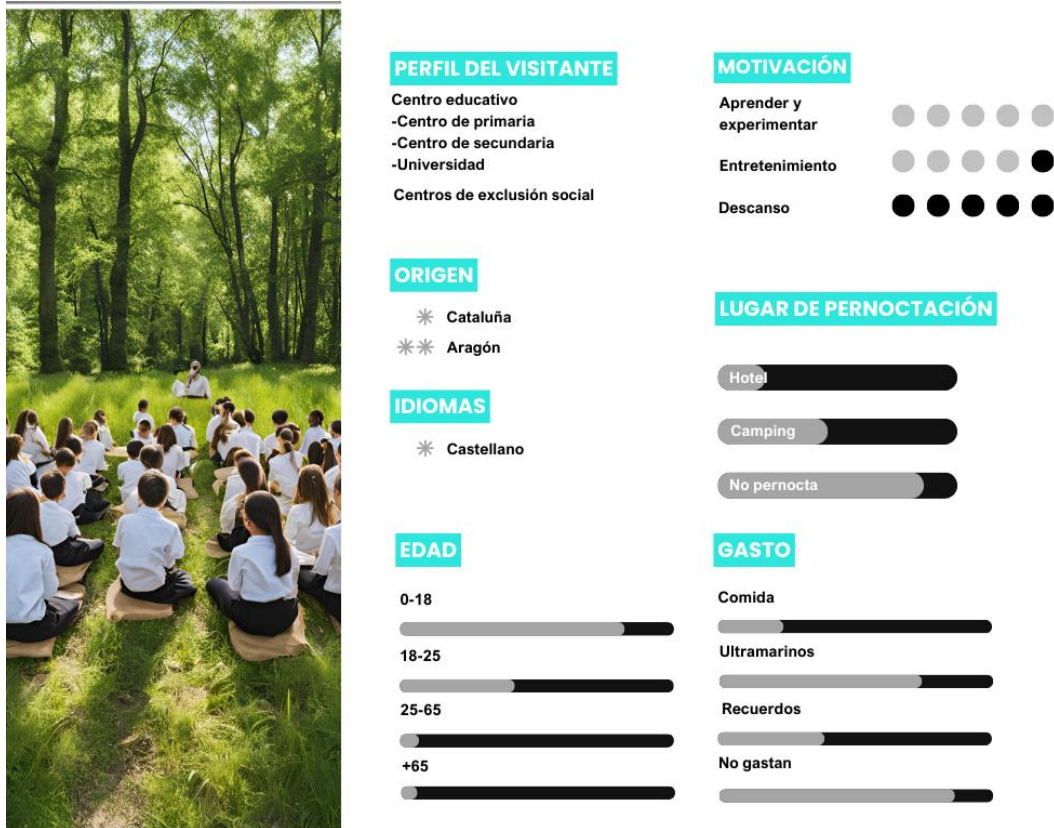 PERFIL DEL VISITANTE
Centro educativo
-Centro de primaria
-Centro de secundaria
-Universidad
Centros de exclusión social
MOTIVACIÓN
Aprender y
experimentar
Entretenimiento
Descanso
ORIGEN
Cataluña
Aragón
IDIOMAS
Castellano
LUGAR DE PERNOCTACIÓN
Hotel
Camping
No pernocta
EDAD
0-18
18-25
25-65
+65
GASTO
Comida
Ultramarinos
Recuerdos
No gastan